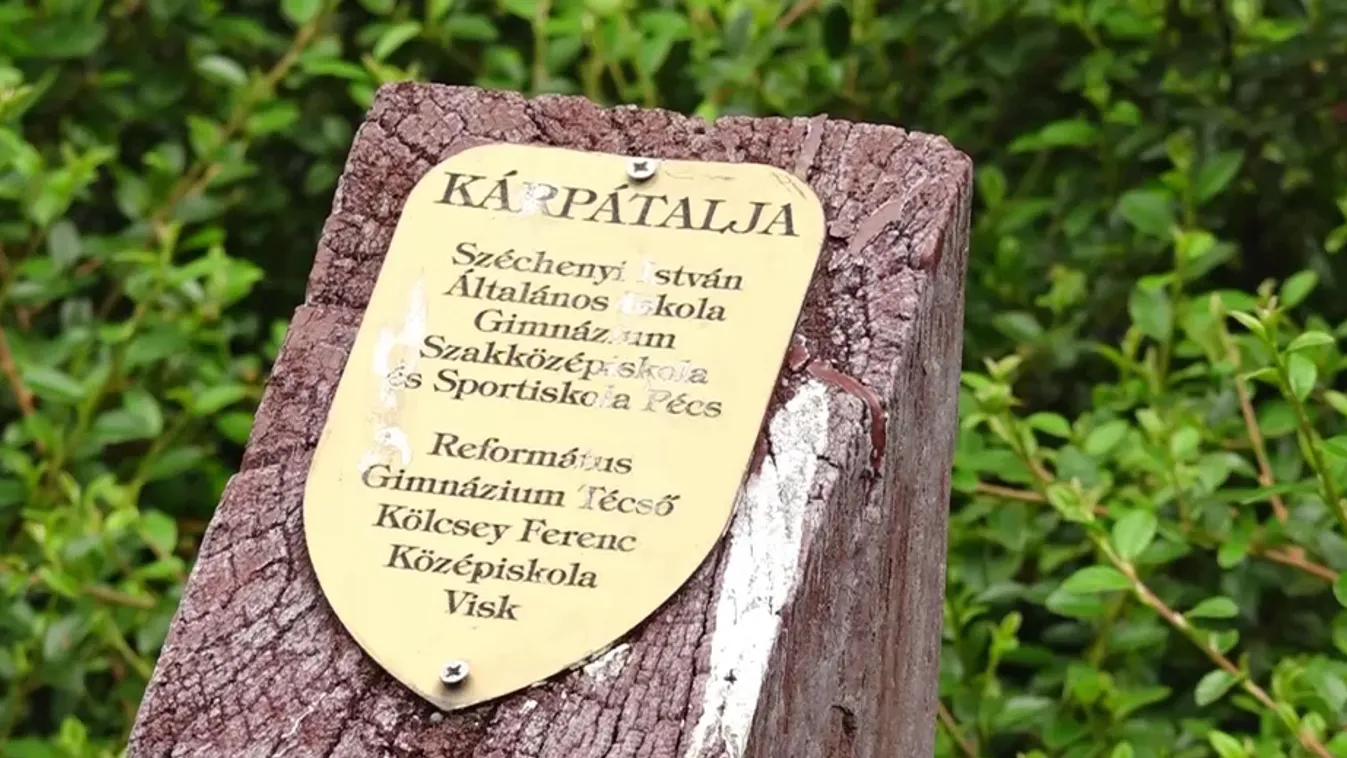 KÁRPÁTALJA
Széchenyi István
Általános Iskola
Gimnázium
Szakközépiskola
és Sportiskola Pécs
Református
Gimnázium Técső
Kölcsey Ferenc
Középiskola
Visk